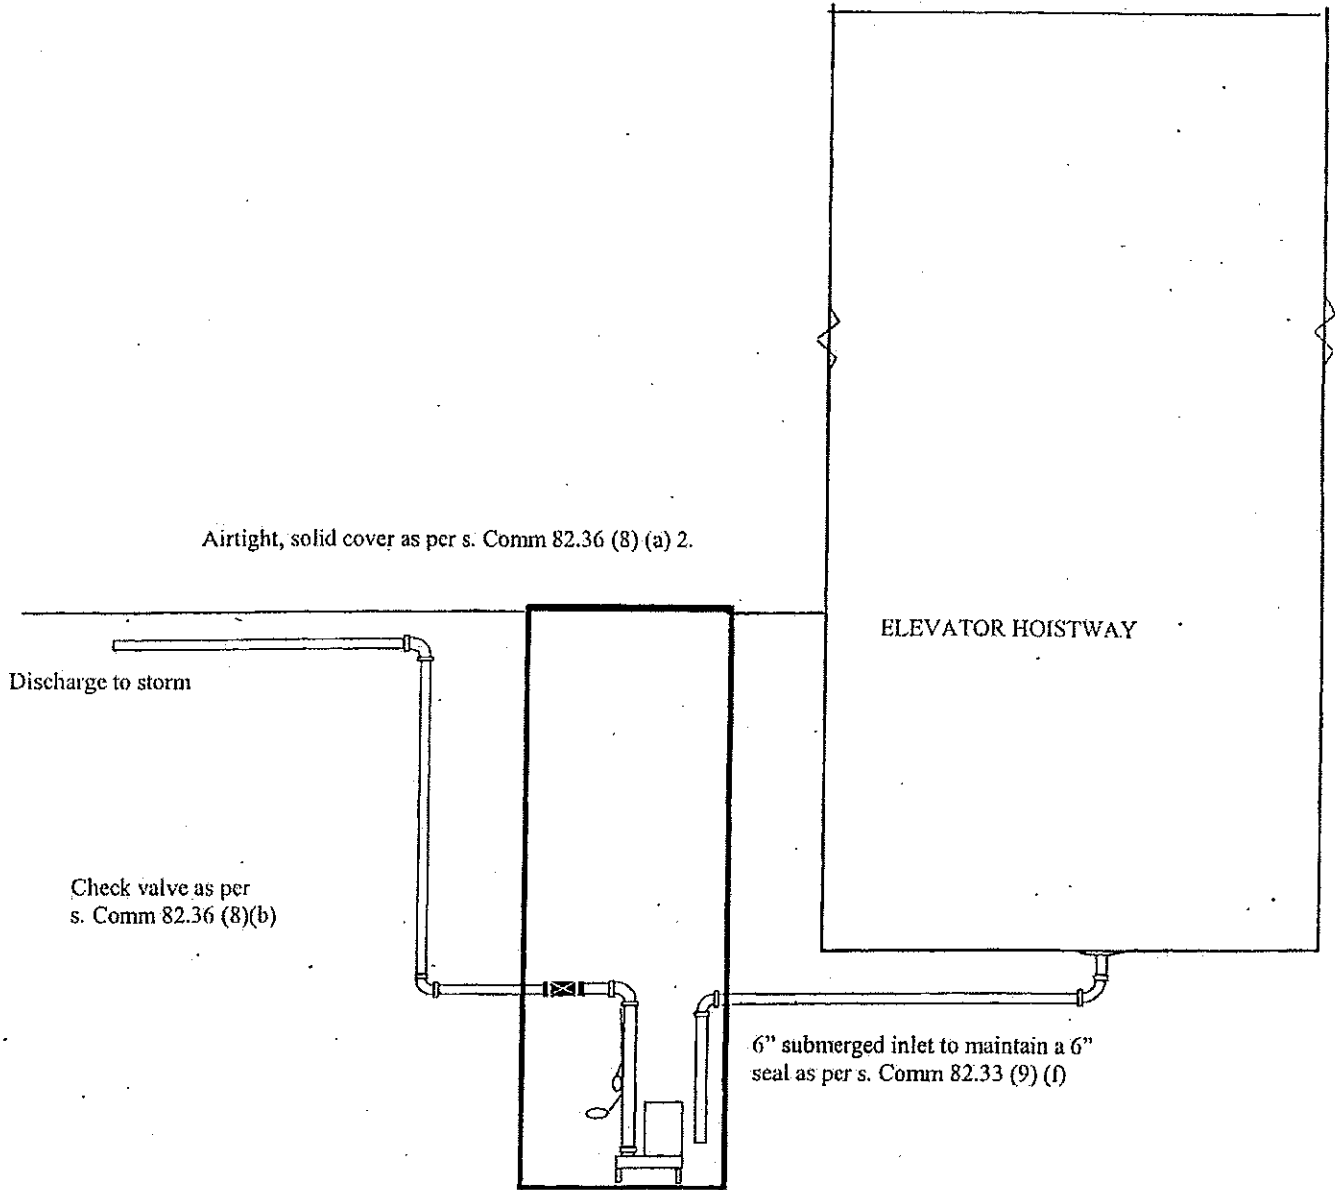 Airtight, solid cover as per s. Comm 82.36 (8) (a) 2.
ELEVATOR HOISTWAY
Discharge to storm
Check valve as per
s. Comm 82.36 (8)(b)
6” submerged inlet to maintain a 6”
seal as per s. Comm 82.33 (9) (f)